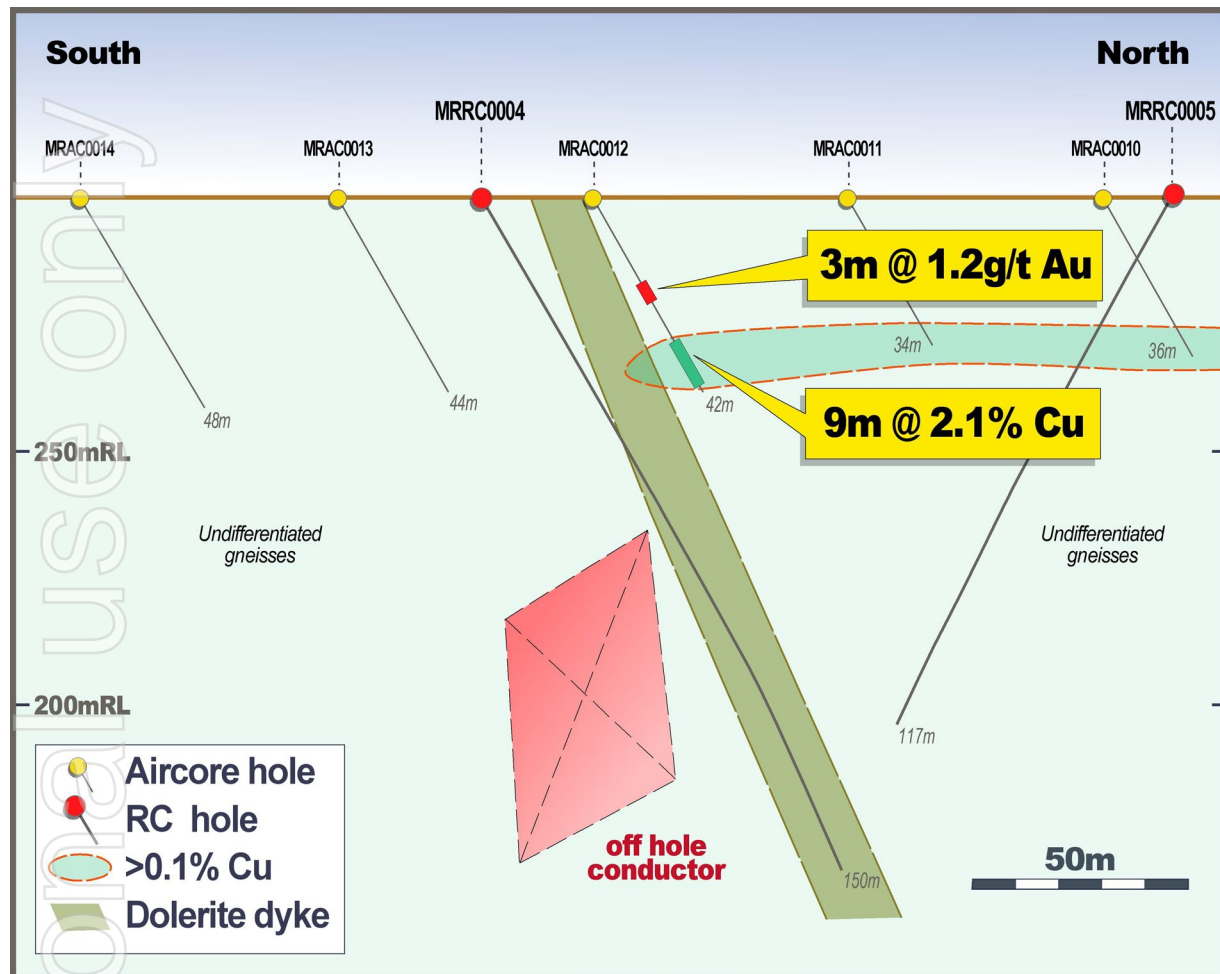 South
North
MRRC0004
MRRC0005
MRAC0014
MRAC0013
MRAC0012
MRAC0011
MRAC0010
3m @ 1.2g/t Au
34m
36m
9m @ 2.1% Cu
48m
44m
42m
250mRL
Undifferentiated
gneisses
Undifferentiated
gneisses
200mRL
117m
Aircore hole
RC hole
>0.1% Cu
Dolerite dyke
off hole
conductor
150m
50m
onal use only